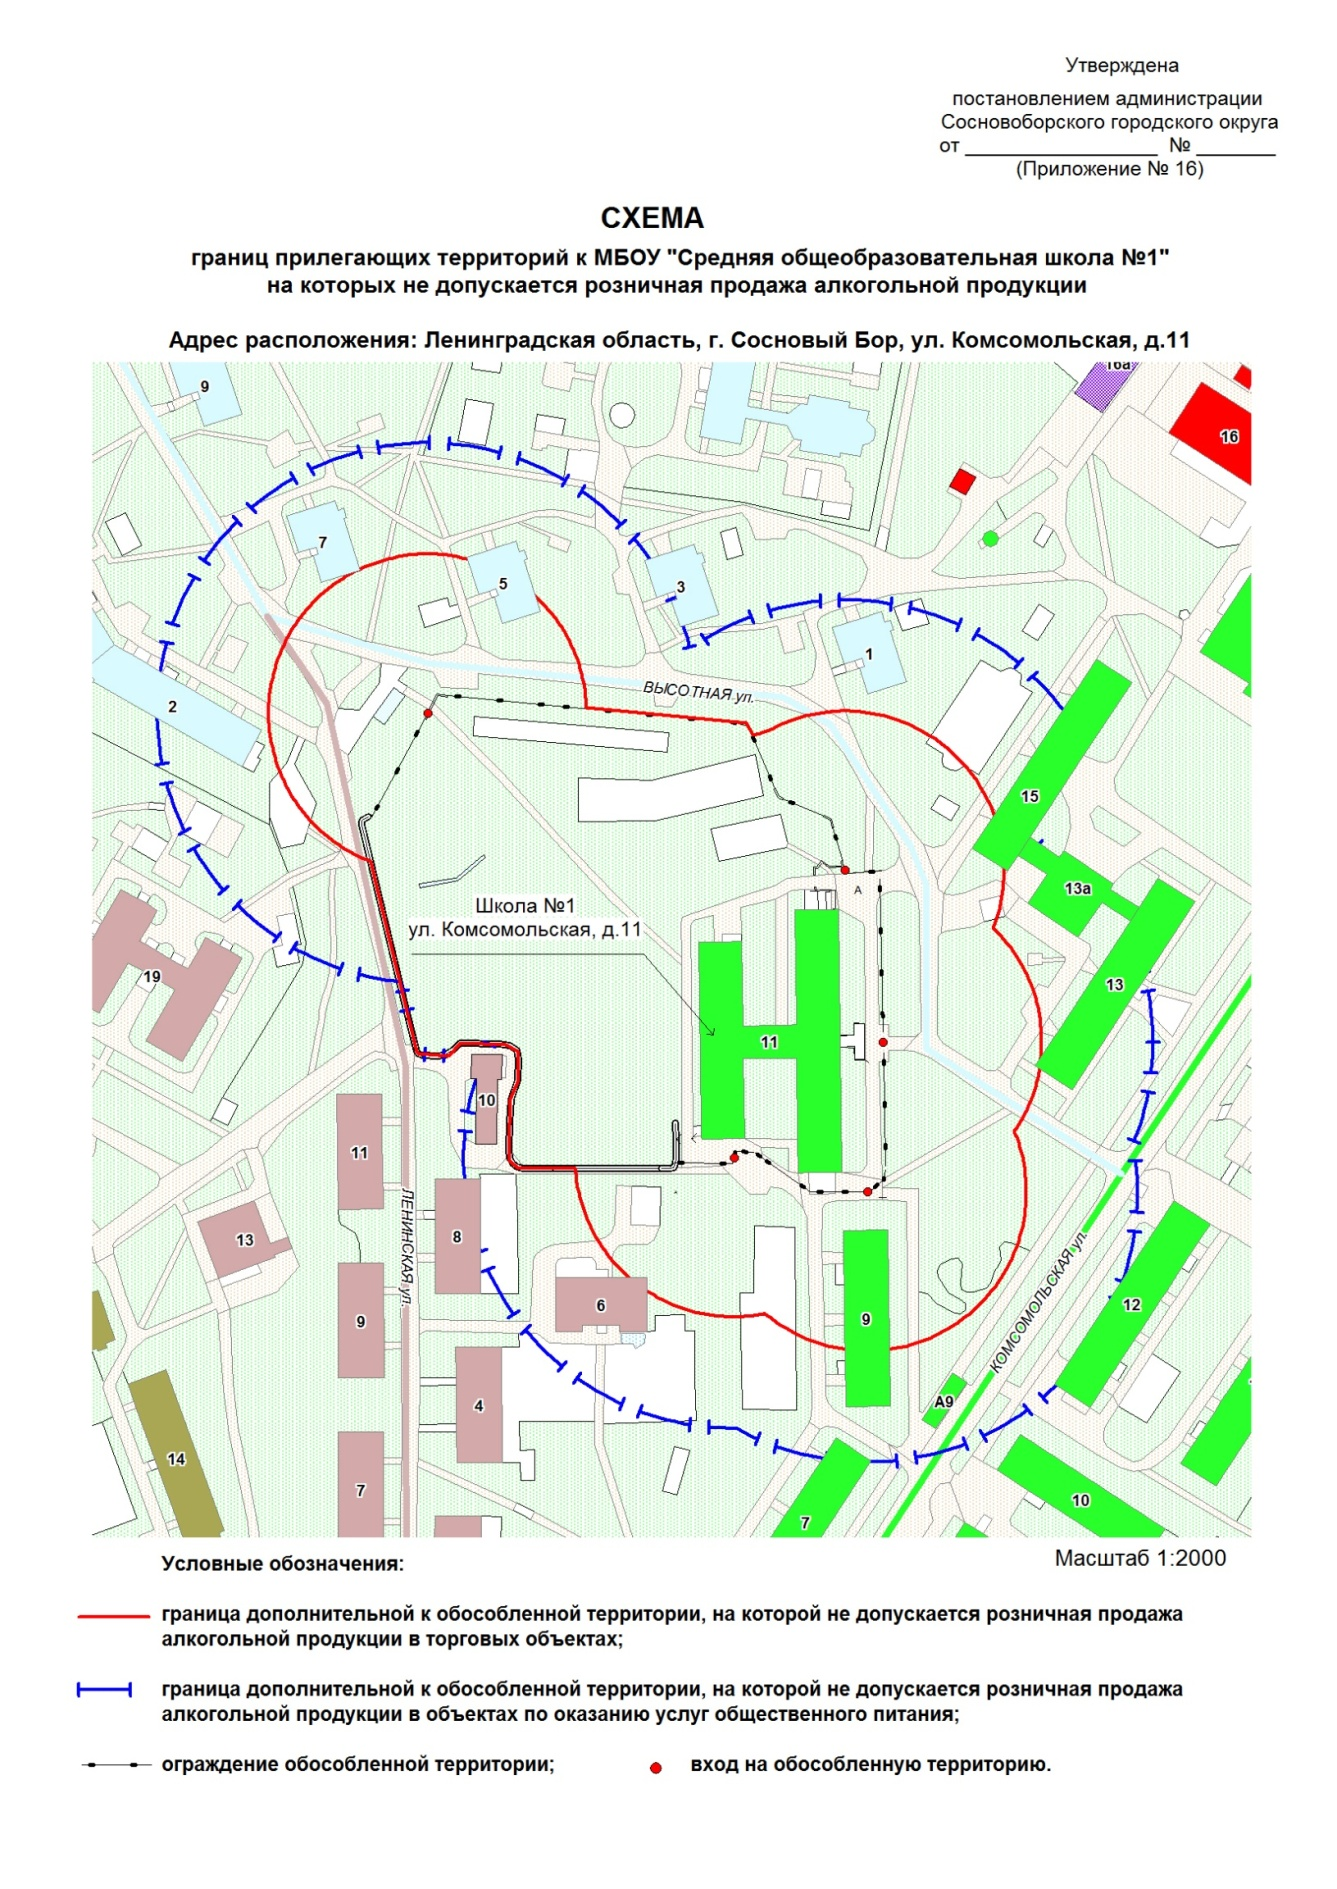 Утверждена
постановлением администрации
Сосновоборского городского округа
от __________________ № _______
(Приложение № 16)
СХЕМА
границ прилегающих территорий к МБОУ "Средняя общеобразовательная школа №1"
на которых не допускается розничная продажа алкогольной продукции
Адрес расположения: Ленинградская область, г. Сосновый Бор, ул. Комсомольская, д.11
16а
9
16
7
5
3
1
2
ВЫСОТНАЯ ул.
15
13а
А
Школа №1
ул. Комсомольская, д.11
19
13
11
10
11
ЛЕНИНСКАЯ ул.
13
8
КОМСОМОЛЬСКАЯ ул.
6
12
9
9
4
А9
14
7
10
7
Масштаб 1:2000
Условные обозначения:
граница дополнительной к обособленной территории, на которой не допускается розничная продажа
алкогольной продукции в торговых объектах;
граница дополнительной к обособленной территории, на которой не допускается розничная продажа
алкогольной продукции в объектах по оказанию услуг общественного питания;
ограждение обособленной территории;
вход на обособленную территорию.